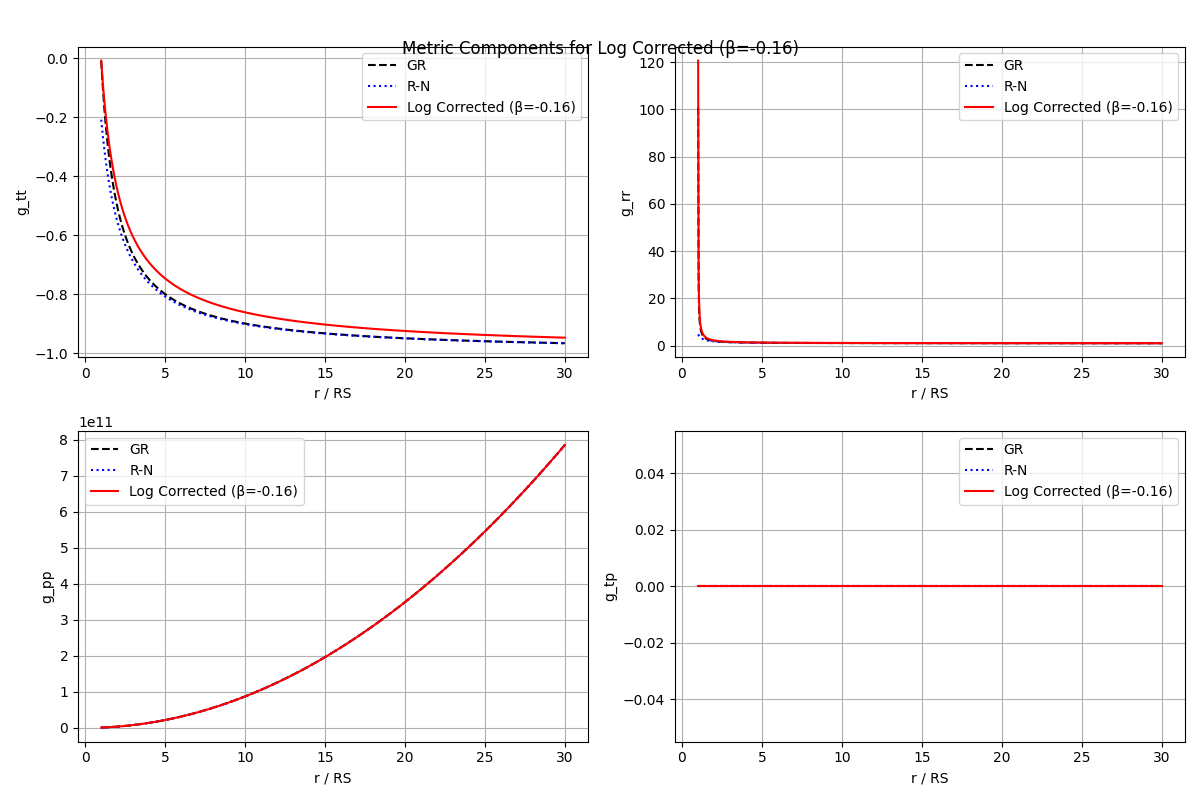 Metric Components for Log Corrected (β=-0.16)
0.0
−0.2
−0.4
−0.6
−0.8
−1.0
g_tt
GR
R-N
Log Corrected (β=-0.16)
0 5 10 15 20 25 30
r / RS
120
100
80
60
40
20
0
g_rr
GR
R-N
Log Corrected (β=-0.16)
0 5 10 15 20 25 30
r / RS
1e11
8
7
6
5
4
3
2
1
0
g_pp
GR
R-N
Log Corrected (β=-0.16)
0 5 10 15 20 25 30
r / RS
0.04
0.02
0.00
−0.02
−0.04
g_tp
GR
R-N
Log Corrected (β=-0.16)
0 5 10 15 20 25 30
r / RS